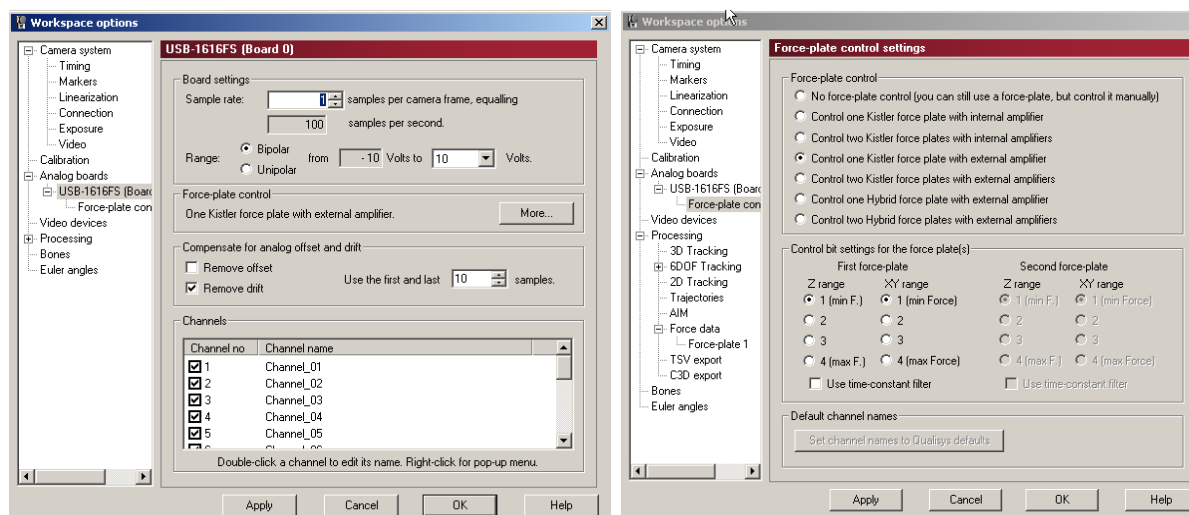 Workspace options
Camera system
Timing
Markers
Linearization
Connection
Exposure
Video
Calibration
Analog boards
USB-1616FS (Board
Force-plate con
Video devices
Processing
Bones
Euler angles
USB-1616FS (Board 0)
Board settings
Sample rate: 1 samples per camera frame, equalling
100 samples per second.
Range: Bipolar from - 10 Volts to 10 Volts.
Unipolar
Force-plate control
One Kistler force plate with external amplifier. More...
Compensate for analog offset and drift
Remove offset
Use the first and last 10 samples.
Remove drift
Channels
Channel no Channel name
1 Channel_01
2 Channel_02
3 Channel_03
4 Channel_04
5 Channel_05
Double-click a channel to edit its name. Right-click for pop-up menu.
Apply Cancel OK Help
Workspace options
Camera system
Timing
Markers
Linearization
Connection
Exposure
Video
Calibration
Analog boards
USB-1616FS (Board
Force-plate con
Video devices
Processing
3D Tracking
6DOF Tracking
2D Tracking
Trajectories
AIM
Force data
Force-plate 1
TSV export
C3D export
Bones
Euler angles
Force-plate control settings
Force-plate control
No force-plate control (you can still use a force-plate, but control it manually)
Control one Kistler force plate with internal amplifier
Control two Kistler force plates with internal amplifiers
Control one Kistler force plate with external amplifier
Control two Kistler force plates with external amplifiers
Control one Hybrid force plate with external amplifier
Control two Hybrid force plates with external amplifiers
Control bit settings for the force plate(s)
First force-plate Second force-plate
Z range XY range Z range XY range
1 (min F.) 1 (min Force) 1 (min F.) 1 (min Force)
2 2 2 2
3 3 3 3
4 (max F.) 4 (max Force) 4 (max F.) 4 (max Force)
Use time-constant filter Use time-constant filter
Default channel names
Set channel names to Qualisys defaults
Apply Cancel OK Help